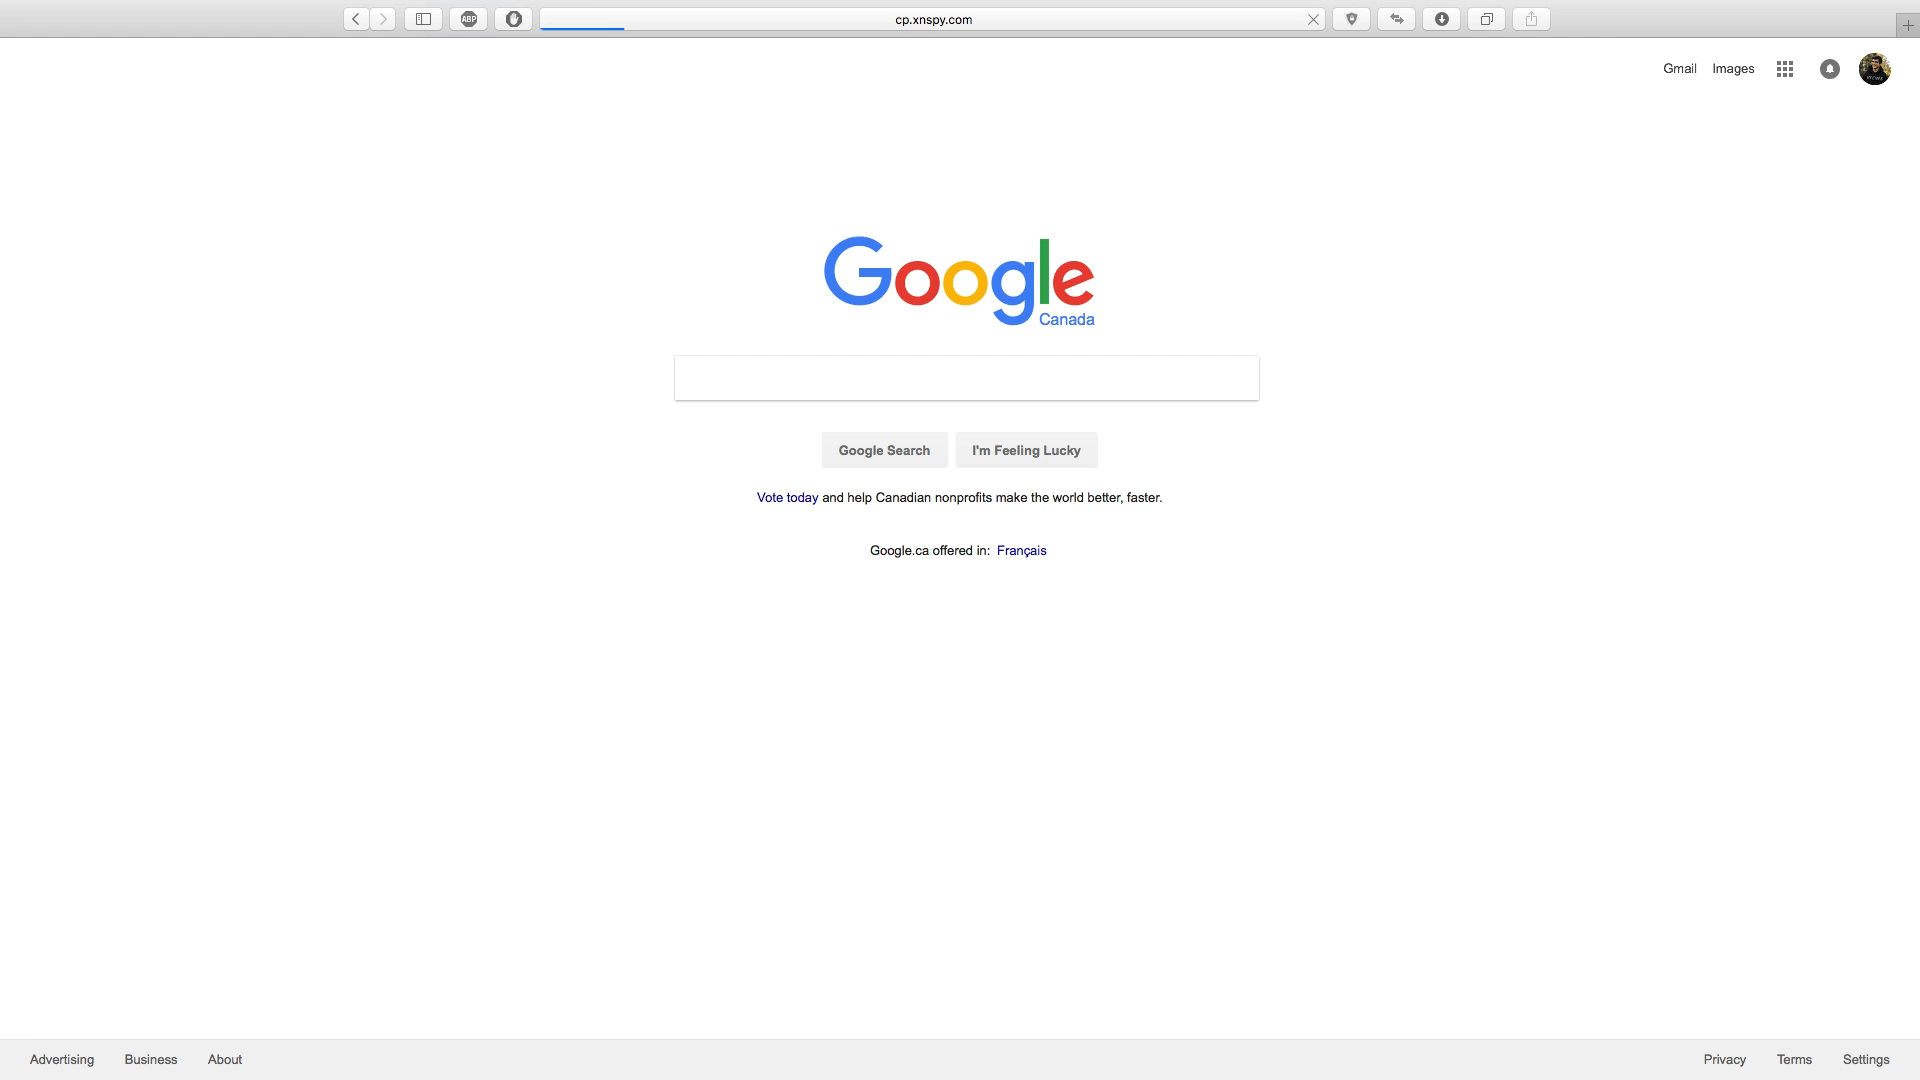 ABP
cp.xnspy.com
Gmail Images
Google
Canada
Google Search I'm Feeling Lucky
Vote today and help Canadian nonprofits make the world better, faster.
Google.ca offered in: Français
Advertising Business About Privacy Terms Settings